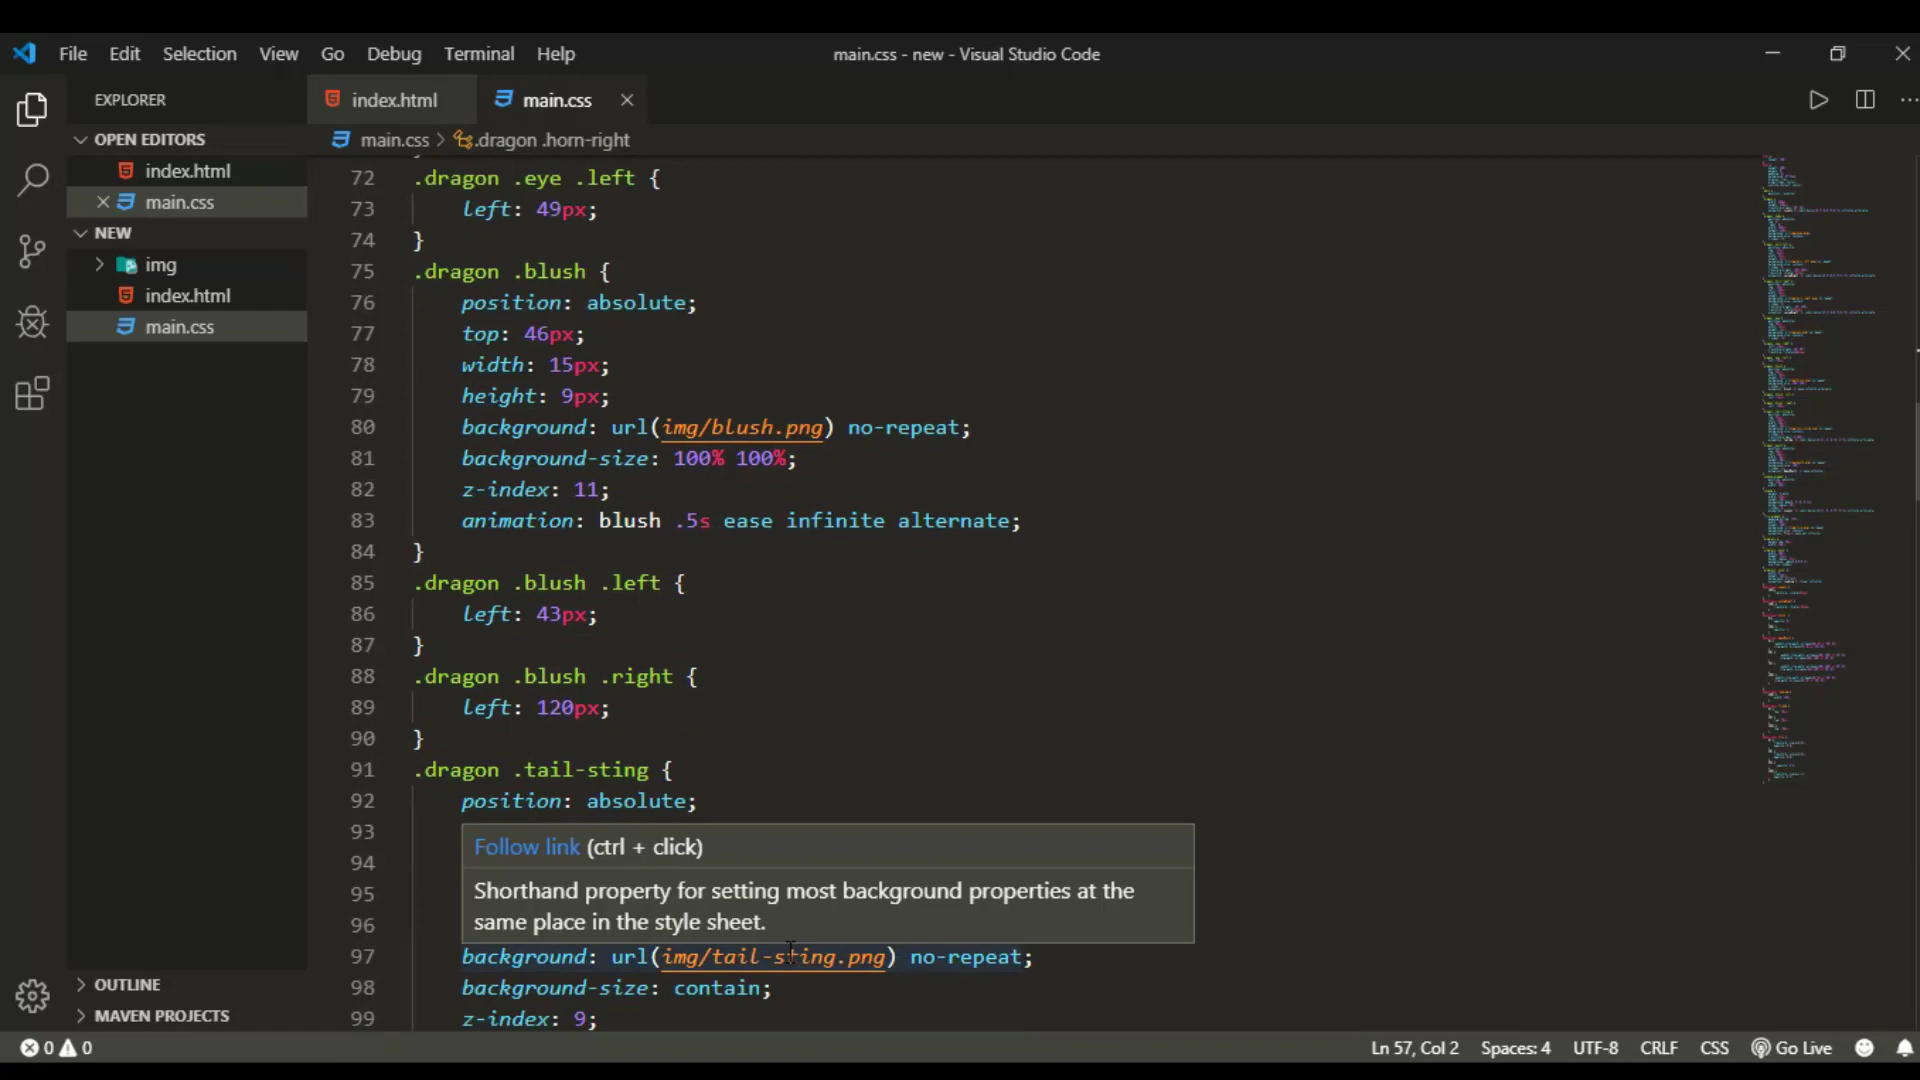 File Edit Selection View Go Debug Terminal Help
main.css - new - Visual Studio Code
EXPLORER
OPEN EDITORS
index.html
main.css
NEW
img
index.html
main.css
OUTLINE
MAVEN PROJECTS
index.html
main.css
main.css > .dragon .horn-right
72 .dragon .eye .left {
73 left: 49px;
74 }
75 .dragon .blush {
76 position: absolute;
77 top: 46px;
78 width: 15px;
79 height: 9px;
80 background: url(img/blush.png) no-repeat;
81 background-size: 100% 100%;
82 z-index: 11;
83 animation: blush .5s ease infinite alternate;
84 }
85 .dragon .blush .left {
86 left: 43px;
87 }
88 .dragon .blush .right {
89 left: 120px;
90 }
91 .dragon .tail-sting {
92 position: absolute;
93
94
95
96
Follow link (ctrl + click)
Shorthand property for setting most background properties at the
same place in the style sheet.
97 background: url(img/tail-sting.png) no-repeat;
98 background-size: contain;
99 z-index: 9;
0 0
Ln 57, Col 2 Spaces: 4 UTF-8 CRLF CSS Go Live